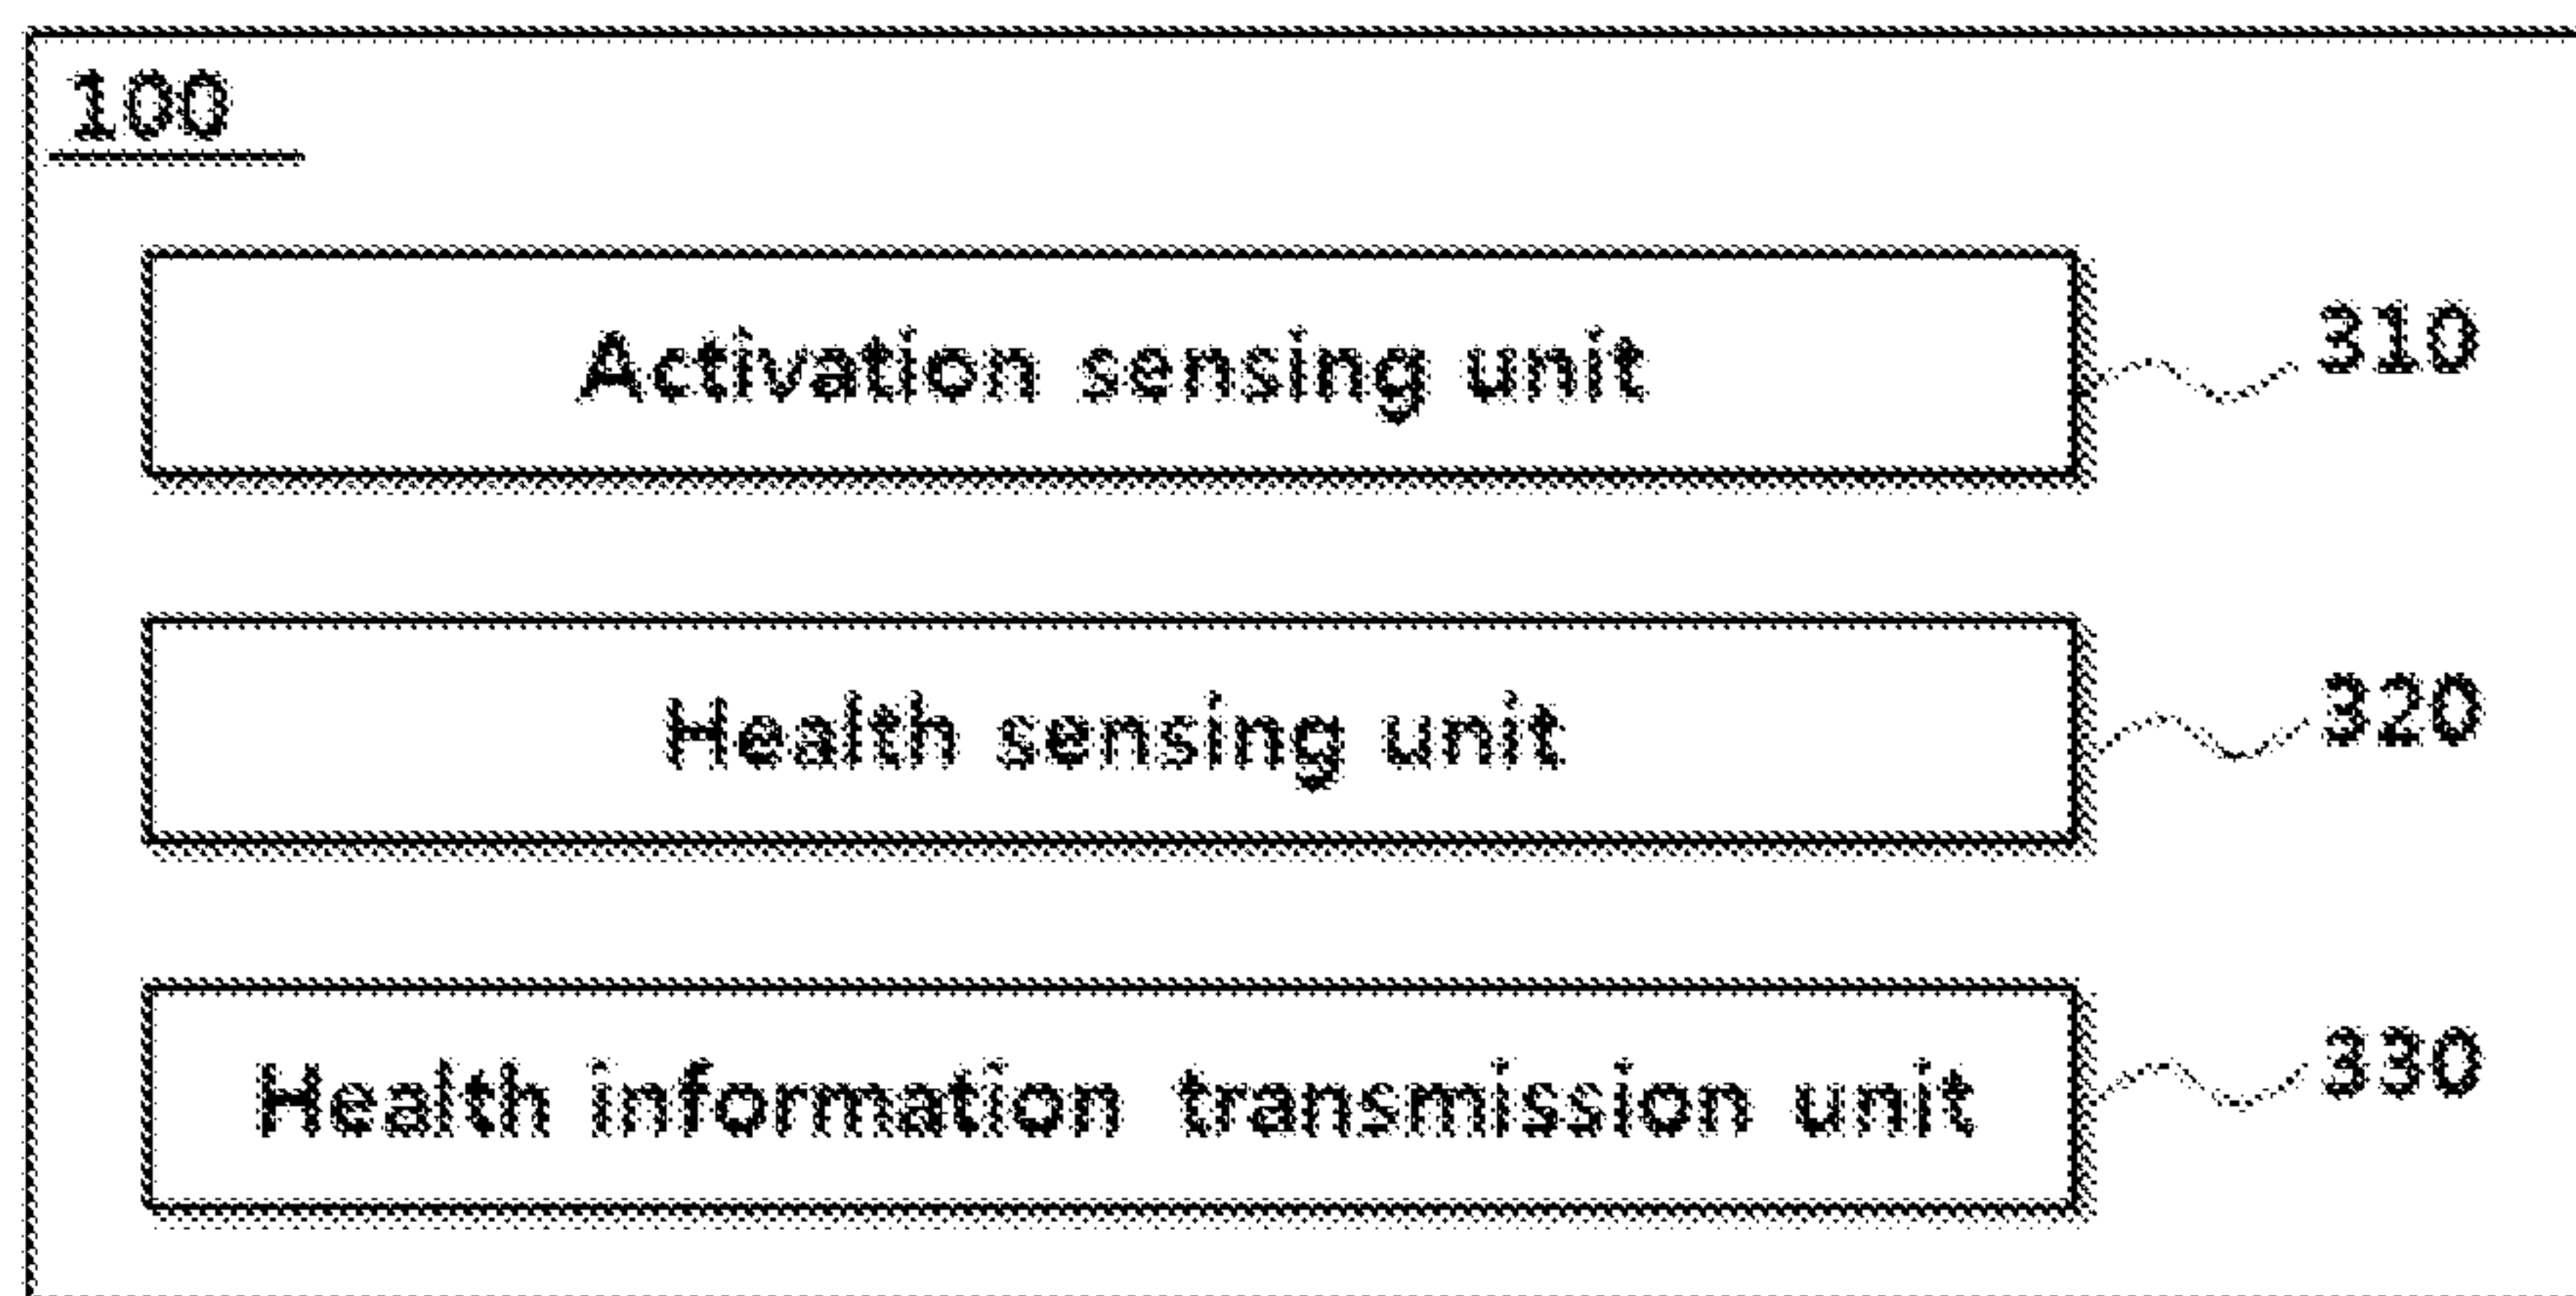 100
Activation sensing unit 310
Health sensing unit 320
Health information transmission unit 330